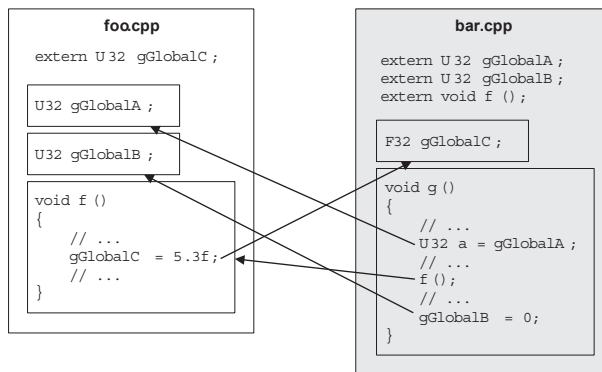 foo.cpp
extern U32 gGlobalC;
U32 gGlobalA;
U32 gGlobalB;
void f()
{
// ...
gGlobalC = 5.3f;
// ...
}
bar.cpp
extern U32 gGlobalA;
extern U32 gGlobalB;
extern void f();
F32 gGlobalC;
void g()
{
// ...
U32 a = gGlobalA;
// ...
f();
// ...
gGlobalB = 0;
}